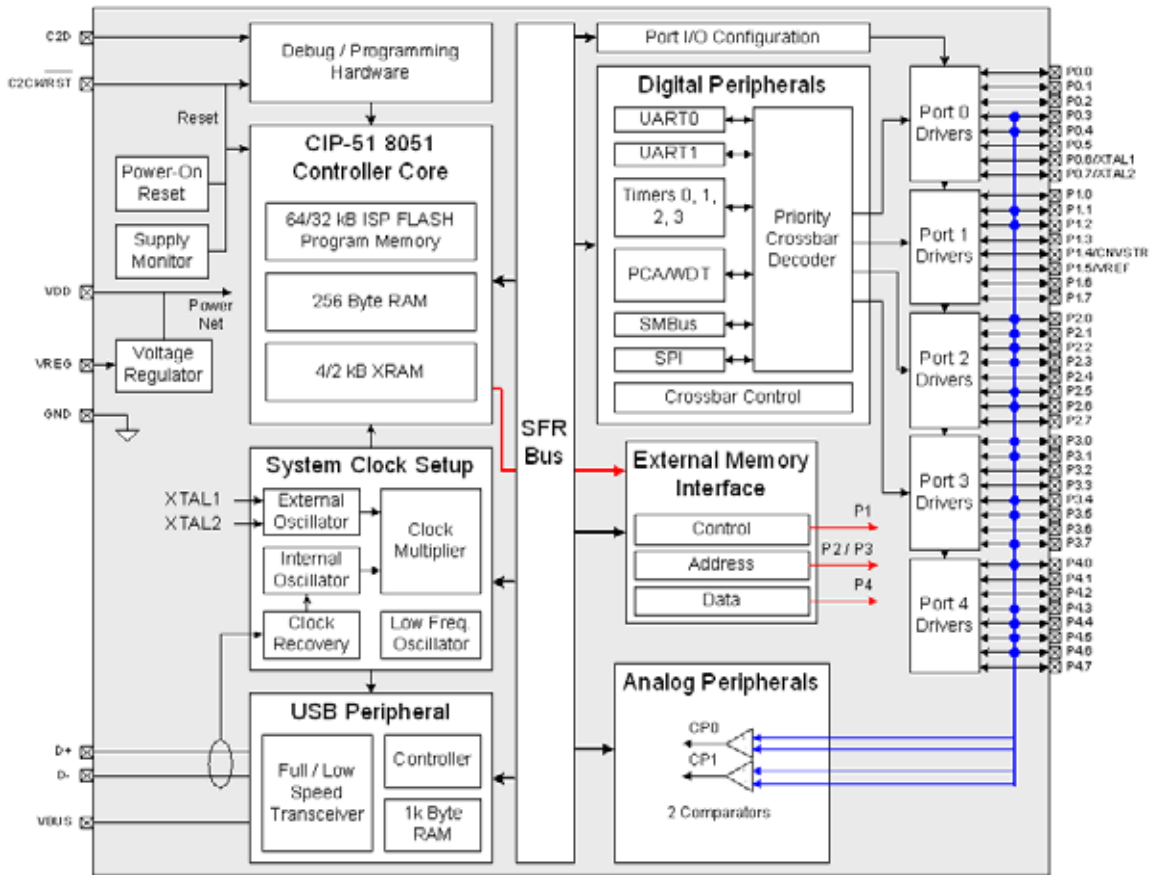 C2D
C2CK/RST
Debug / Programming
Hardware
Reset
Power-On
Reset
Supply
Monitor
VDD
Power
Net
VREG
Voltage
Regulator
GND
CIP-51 8051
Controller Core
64/32 kB ISP FLASH
Program Memory
256 Byte RAM
4/2 kB XRAM
System Clock Setup
XTAL1
XTAL2
External
Oscillator
Internal
Oscillator
Clock
Recovery
Clock
Multiplier
Low Freq.
Oscillator
USB Peripheral
D+
D-
VBUS
Full / Low
Speed
Transceiver
Controller
1k Byte
RAM
SFR
Bus
Port I/O Configuration
Digital Peripherals
UART0
UART1
Timers 0, 1,
2, 3
PCA/WDT
SMBus
SPI
Priority
Crossbar
Decoder
Crossbar Control
External Memory
Interface
Control
Address
Data
P1
P2 / P3
P4
Analog Peripherals
CP0
CP1
2 Comparators
Port 0
Drivers
Port 1
Drivers
Port 2
Drivers
Port 3
Drivers
Port 4
Drivers
P0.0
P0.1
P0.2
P0.3
P0.4
P0.5
P0.6/XTAL1
P0.7/XTAL2
P1.0
P1.1
P1.2
P1.3
P1.4/CNVSTR
P1.5/VREF
P1.6
P1.7
P2.0
P2.1
P2.2
P2.3
P2.4
P2.5
P2.6
P2.7
P3.0
P3.1
P3.2
P3.3
P3.4
P3.5
P3.6
P3.7
P4.0
P4.1
P4.2
P4.3
P4.4
P4.5
P4.6
P4.7